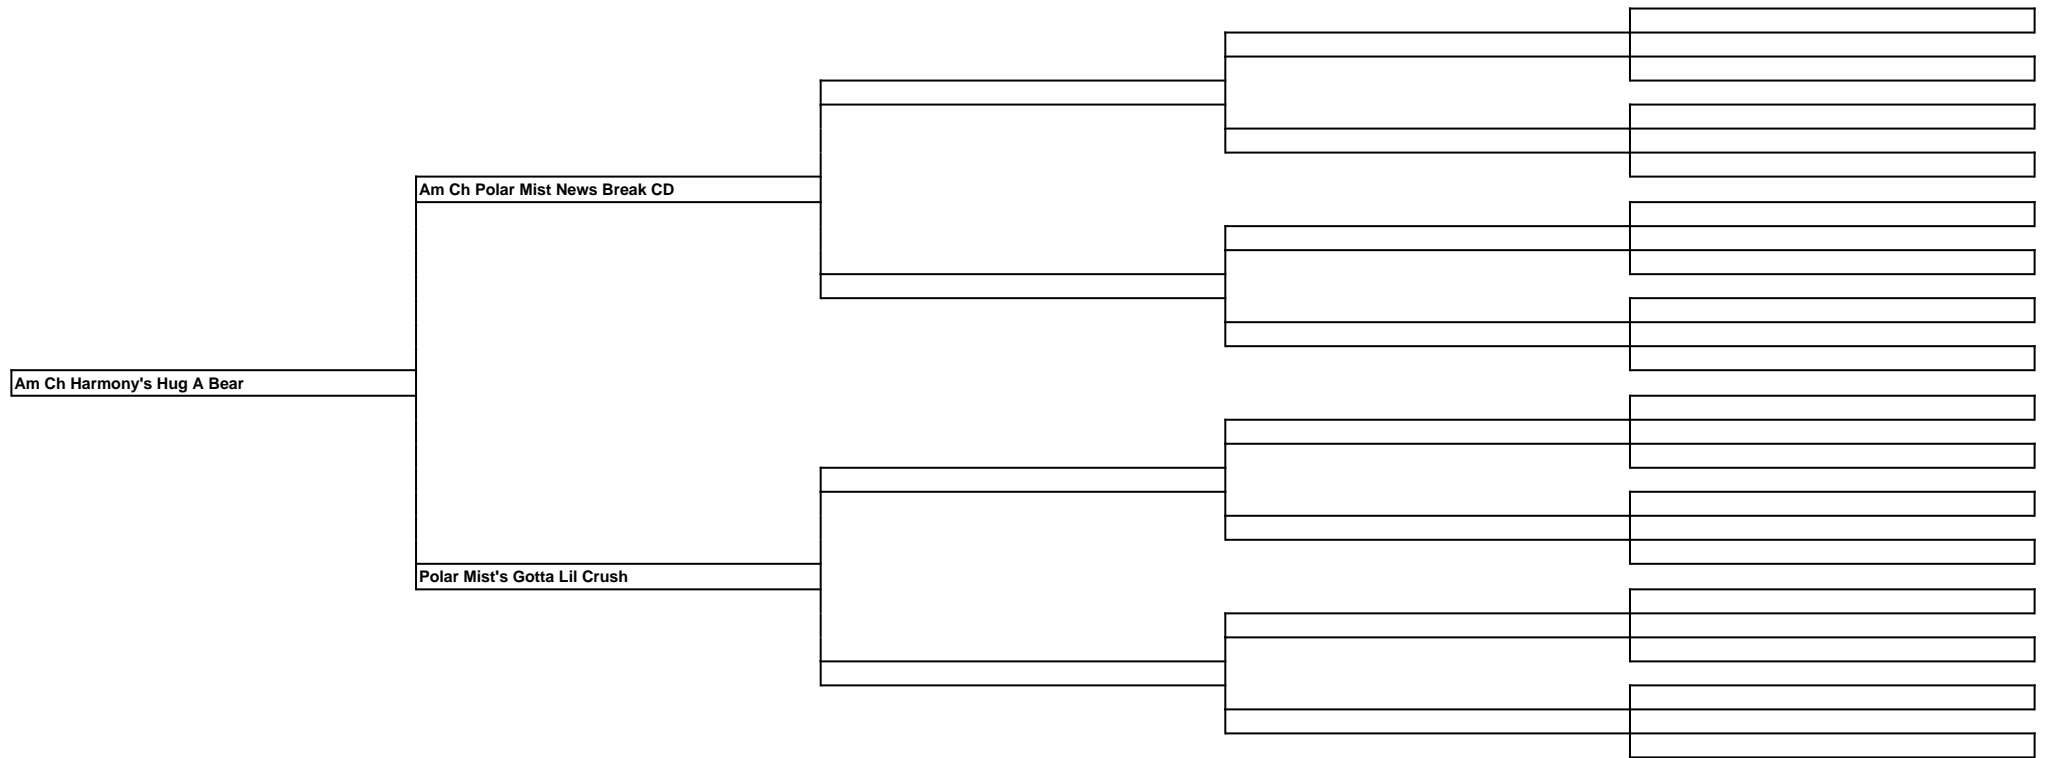 Am Ch Polar Mist News Break CD
Am Ch Harmony's Hug A Bear
Polar Mist's Gotta Lil Crush